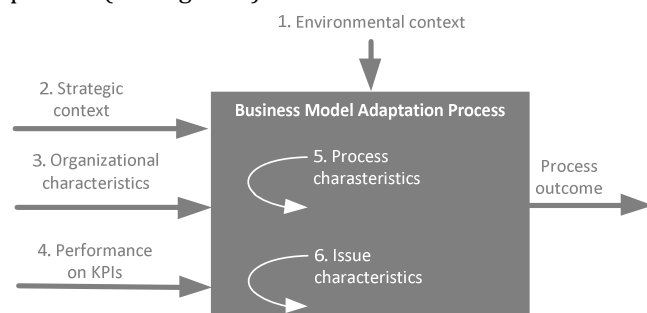 1. Environmental context
2. Strategic
context
Business Model Adaptation Process
3. Organizational
characteristics
5. Process
charasteristics
Process
outcome
4. Performance
on KPIs
6. Issue
characteristics